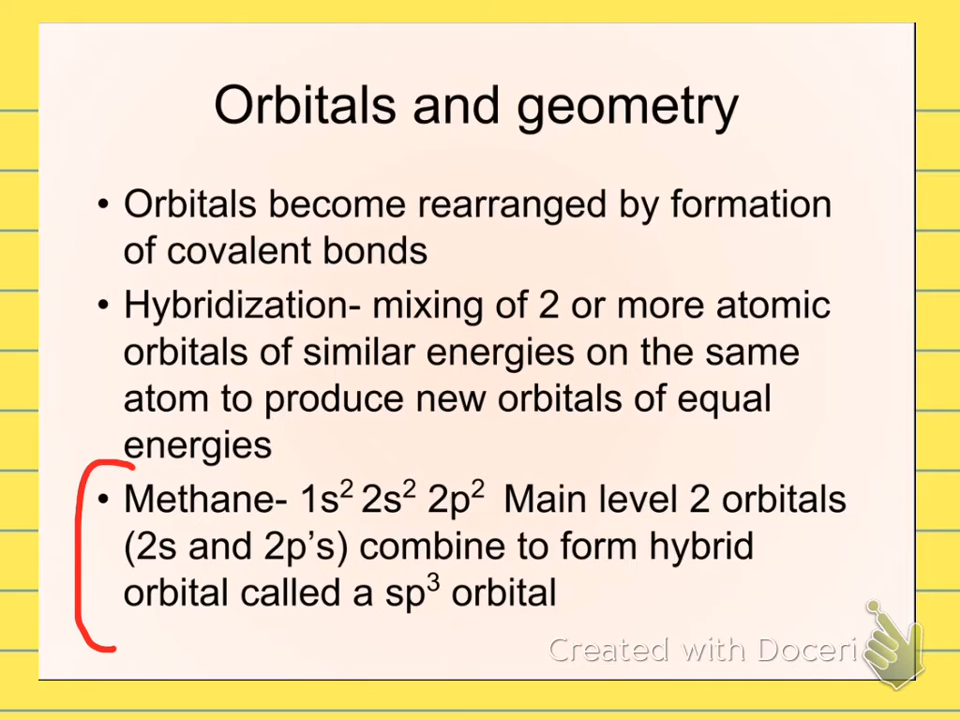 Orbitals and geometry
• Orbitals become rearranged by formation
of covalent bonds
• Hybridization- mixing of 2 or more atomic
orbitals of similar energies on the same
atom to produce new orbitals of equal
energies
• Methane- 1s² 2s² 2p² Main level 2 orbitals
(2s and 2p’s) combine to form hybrid
orbital called a sp³ orbital
Created with Doceri